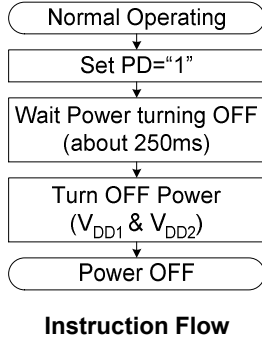 Normal Operating
Set PD=“1”
Wait Power turning OFF
(about 250ms)
Turn OFF Power
(VDD1 & VDD2)
Power OFF
Instruction Flow